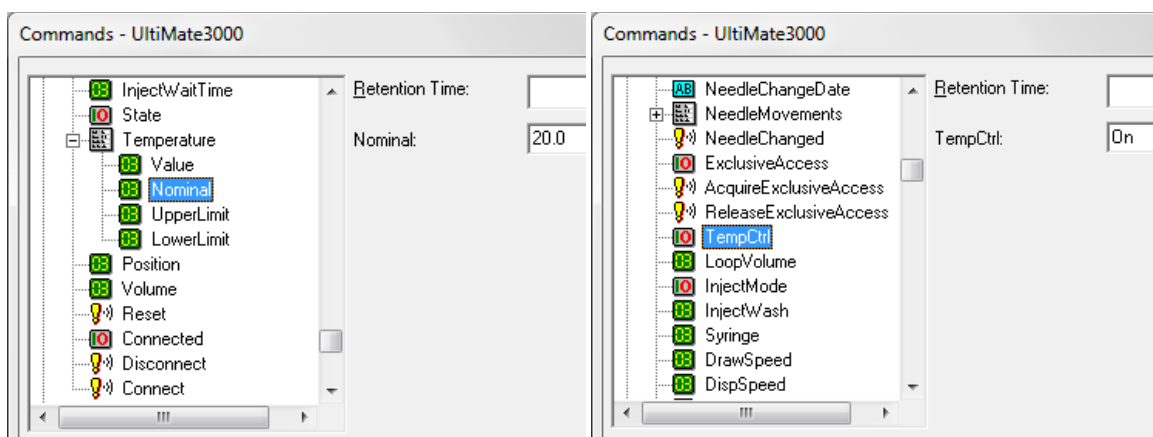 Commands - UltiMate3000
InjectWaitTime
State
Temperature
Value
Nominal
UpperLimit
LowerLimit
Position
Volume
Reset
Connected
Disconnect
Connect
Retention Time:
Nominal: 20.0
Commands - UltiMate3000
NeedleChangeDate
NeedleMovements
NeedleChanged
ExclusiveAccess
AcquireExclusiveAccess
ReleaseExclusiveAccess
TempCtrl
LoopVolume
InjectMode
InjectWash
Syringe
DrawSpeed
DispSpeed
Retention Time:
TempCtrl: On